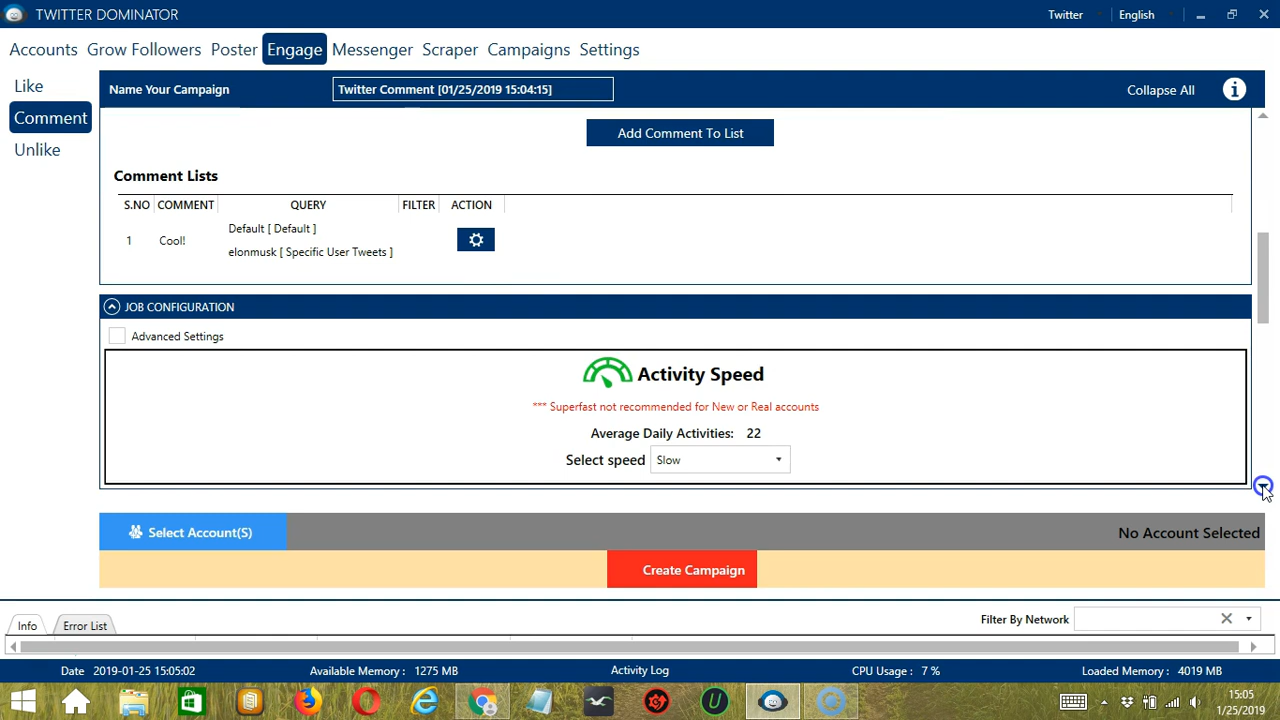 TWITTER DOMINATOR
Twitter
English
Accounts Grow Followers Poster Engage Messenger Scraper Campaigns Settings
Like
Comment
Unlike
Name Your Campaign
Twitter Comment [01/25/2019 15:04:15]
Collapse All
Add Comment To List
Comment Lists
S.NO COMMENT QUERY FILTER ACTION
1 Cool! Default [ Default ]
elonmusk [ Specific User Tweets ]
JOB CONFIGURATION
Advanced Settings
Activity Speed
*** Superfast not recommended for New or Real accounts
Average Daily Activities: 22
Select speed Slow
Select Account(S)
No Account Selected
Create Campaign
Info Error List
Filter By Network
Date 2019-01-25 15:05:02 Available Memory : 1275 MB Activity Log CPU Usage : 7 % Loaded Memory : 4019 MB
15:05
1/25/2019